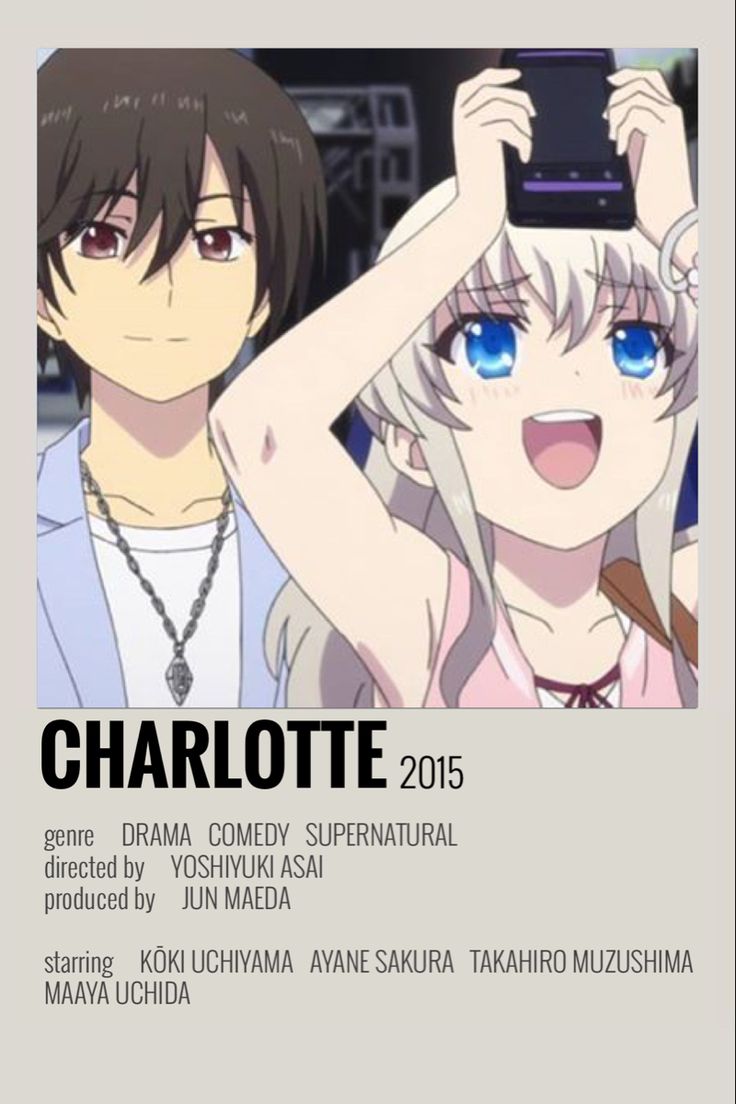 CHARLOTTE 2015
genre DRAMA COMEDY SUPERNATURAL
directed by YOSHIYUKI ASAI
produced by JUN MAEDA
starring KŌKI UCHIYAMA AYANE SAKURA TAKAHIRO MUZUSHIMA
MAAYA UCHIDA